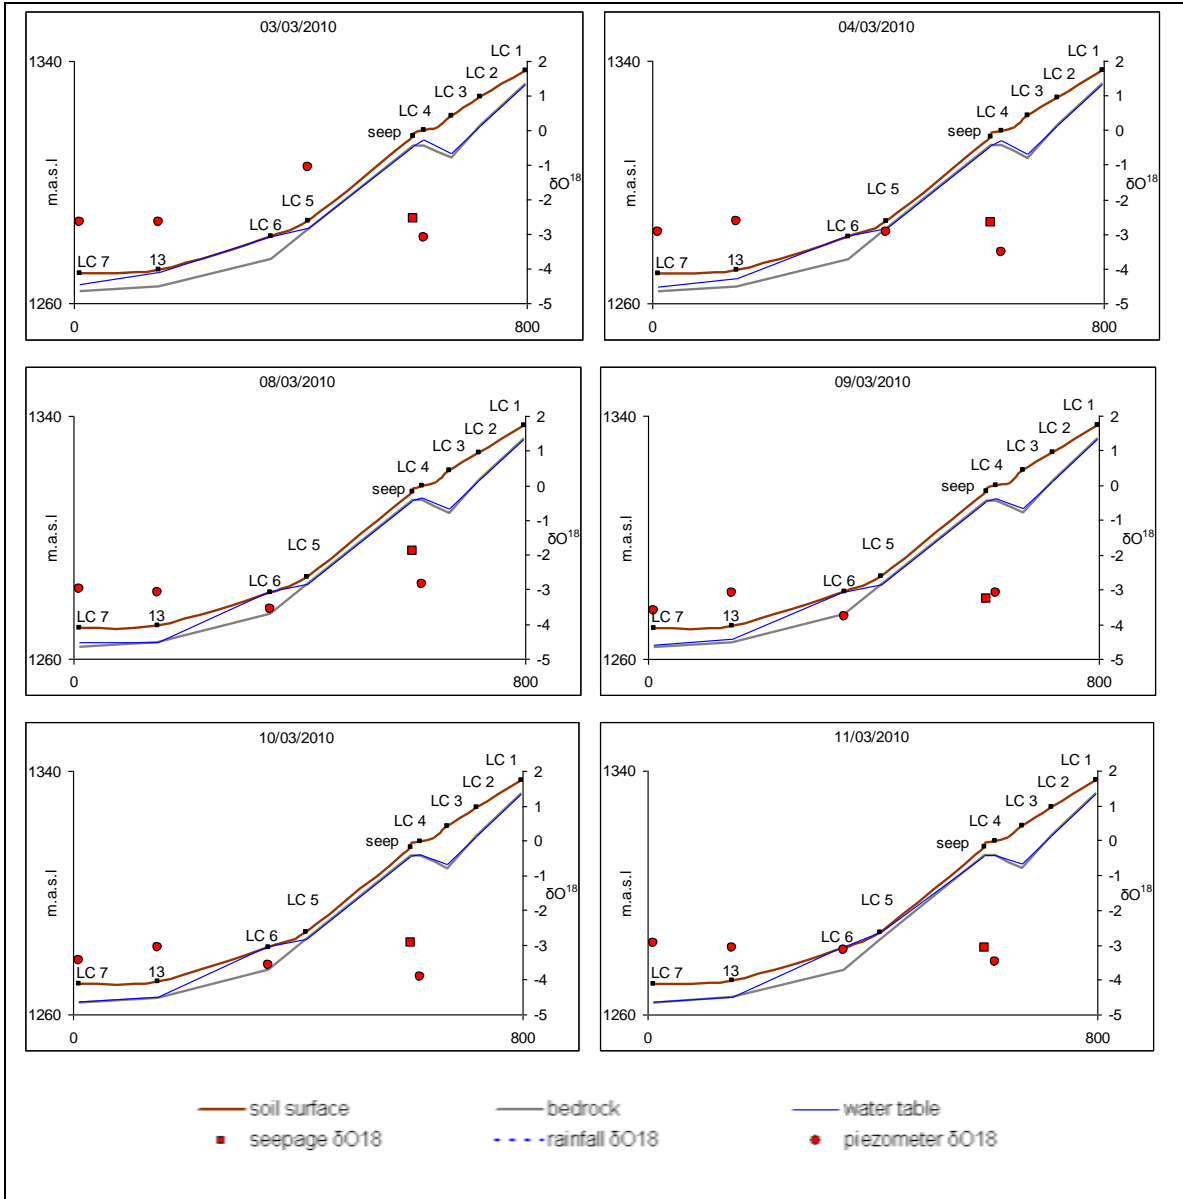 03/03/2010
1340
m.a.s.l
1260
0
800
LC 7
13
LC 6
LC 5
seep
LC 4
LC 3
LC 2
LC 1
2
1
0
-1
-2
-3
-4
-5
δO18
04/03/2010
1340
m.a.s.l
1260
0
800
LC 7
13
LC 6
LC 5
seep
LC 4
LC 3
LC 2
LC 1
2
1
0
-1
-2
-3
-4
-5
δO18
08/03/2010
1340
m.a.s.l
1260
0
800
LC 7
13
LC 6
LC 5
seep
LC 4
LC 3
LC 2
LC 1
2
1
0
-1
-2
-3
-4
-5
δO18
09/03/2010
1340
m.a.s.l
1260
0
800
LC 7
13
LC 6
LC 5
seep
LC 4
LC 3
LC 2
LC 1
2
1
0
-1
-2
-3
-4
-5
δO18
10/03/2010
1340
m.a.s.l
1260
0
800
LC 7
13
LC 6
LC 5
seep
LC 4
LC 3
LC 2
LC 1
2
1
0
-1
-2
-3
-4
-5
δO18
11/03/2010
1340
m.a.s.l
1260
0
800
LC 7
13
LC 6
LC 5
seep
LC 4
LC 3
LC 2
LC 1
2
1
0
-1
-2
-3
-4
-5
δO18
soil surface bedrock water table
seepage δO18 rainfall δO18 piezometer δO18